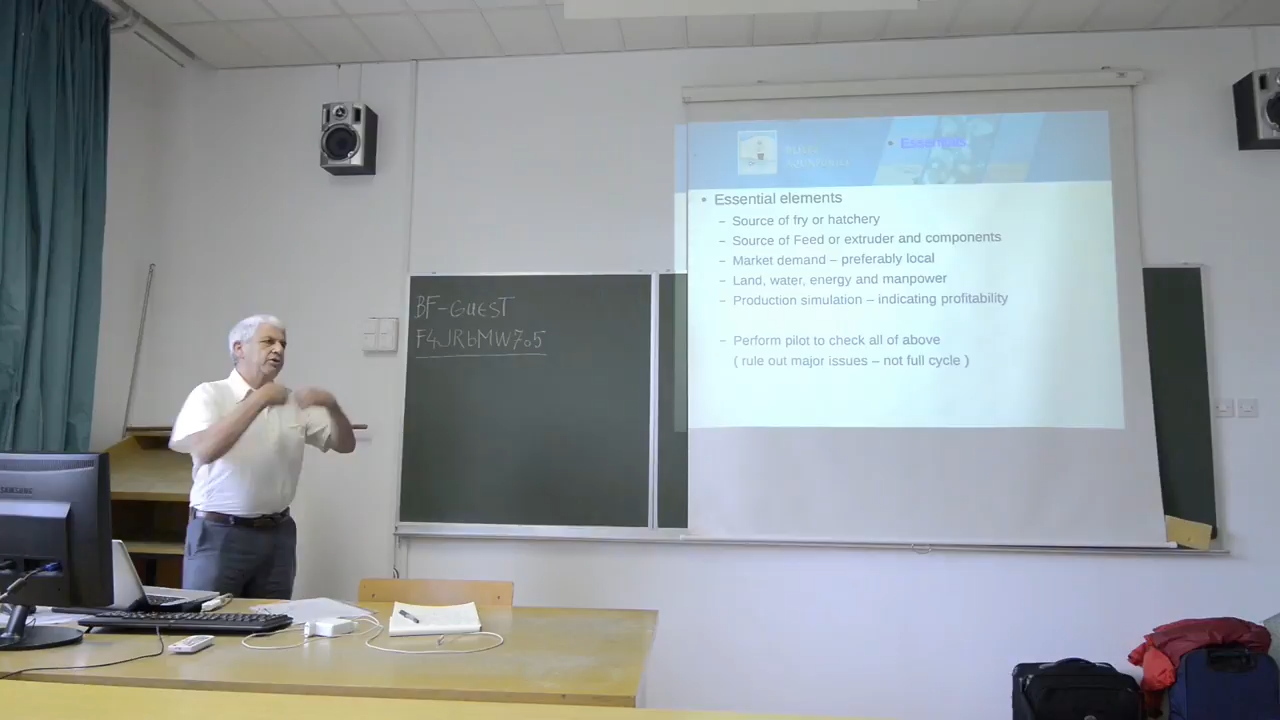 SAMSUNG
BF-GUEST
F4JRbMW7o5
• Essentials
▪ Essential elements
– Source of fry or hatchery
– Source of Feed or extruder and components
– Market demand – preferably local
– Land, water, energy and manpower
– Production simulation – indicating profitability
– Perform pilot to check all of above
( rule out major issues – not full cycle )